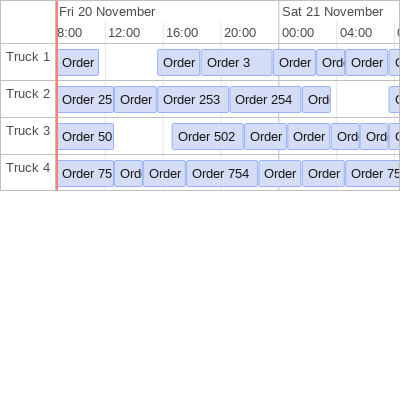 Fri 20 November Sat 21 November
8:00 12:00 16:00 20:00 00:00 04:00
Truck 1 Order Order Order 3 Order Ord Order
Truck 2 Order 25 Order Order 253 Order 254 Ord
Truck 3 Order 50 Order 502 Order Order Ord Ord
Truck 4 Order 75 Ord Order Order 754 Order Order Order 75